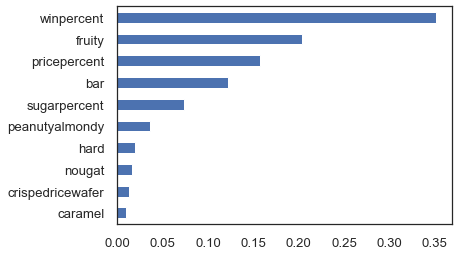 winpercent
fruity
pricepercent
bar
sugarpercent
peanutyalmondy
hard
nougat
crispedricewafer
caramel
0.00 0.05 0.10 0.15 0.20 0.25 0.30 0.35